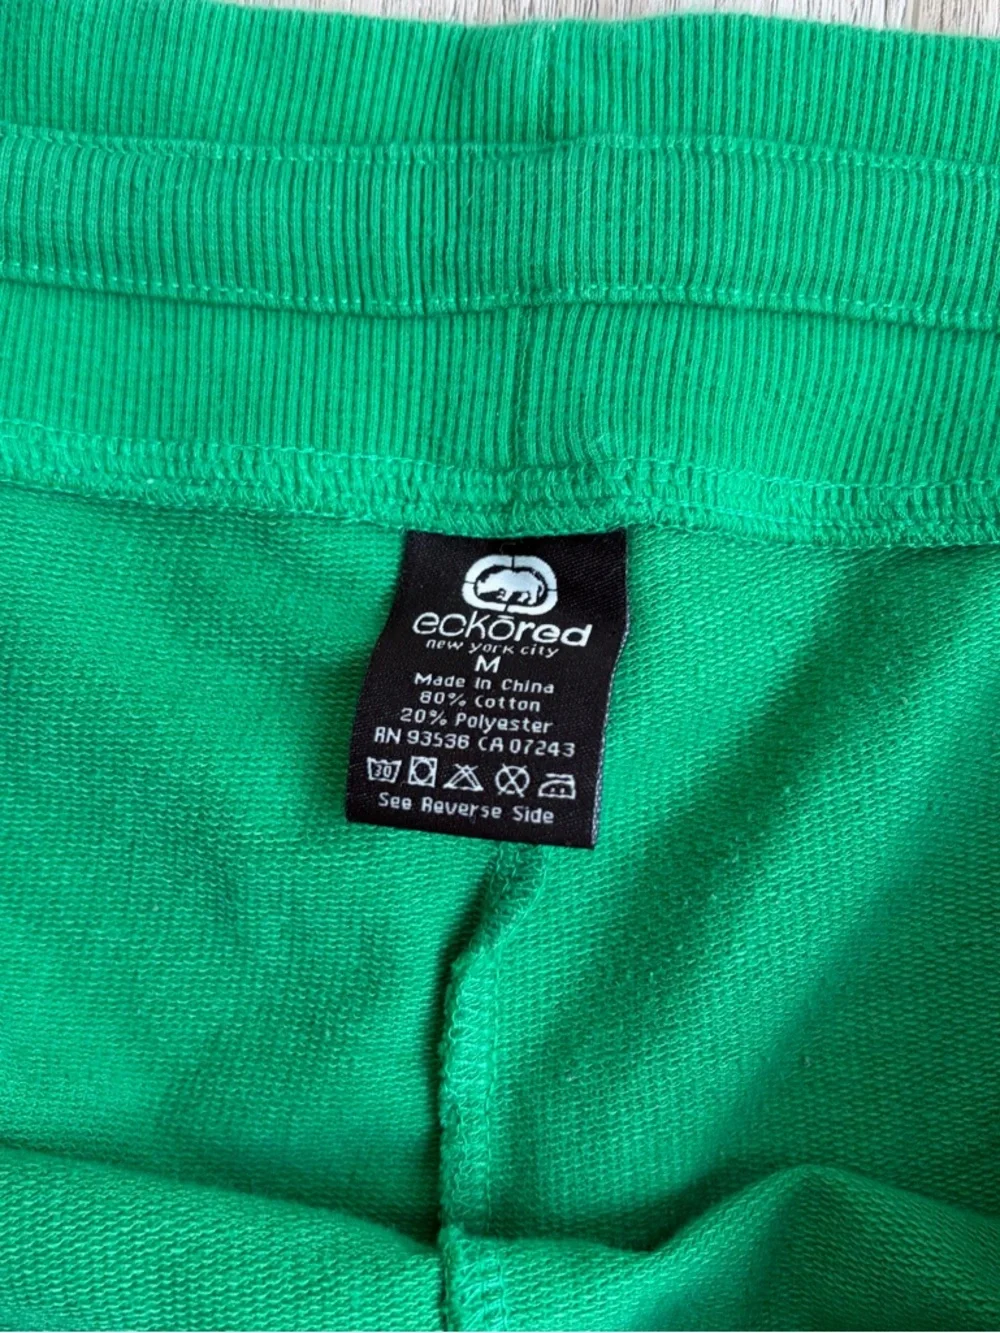 eckōred
new york city
M
Made In China
80% Cotton
20% Polyester
RN 93536 CA 07243
30
See Reverse Side